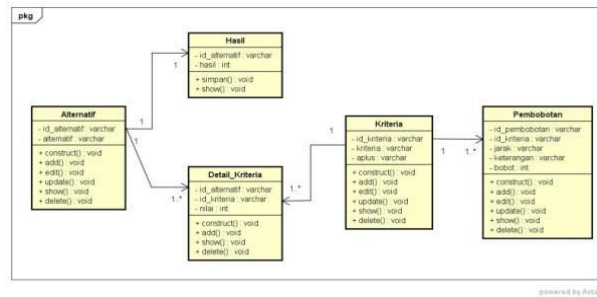 pkg
Hasil
- id_alternatif : varchar
- hasil : int
+ simpan() : void
+ show() : void
1
1
1
1
Alternatif
- id_alternatif : varchar
- alternatif : varchar
+ construct() : void
+ add() : void
+ edit() : void
+ update() : void
+ show() : void
+ delete() : void
1..*
Detail_Kriteria
- id_alternatif : varchar
- id_kriteria : varchar
- nilai : int
+ construct() : void
+ add() : void
+ show() : void
+ delete() : void
1..*
1
Kriteria
- id_kriteria : varchar
- kriteria : varchar
- aplus : varchar
+ construct() : void
+ add() : void
+ edit() : void
+ update() : void
+ show() : void
+ delete() : void
1
1..*
Pembobotan
- id_pembobotan : varchar
- id_kriteria : varchar
- jarak : varchar
- keterangan : varchar
- bobot : int
+ construct() : void
+ add() : void
+ edit() : void
+ update() : void
+ show() : void
+ delete() : void
powered by Asta